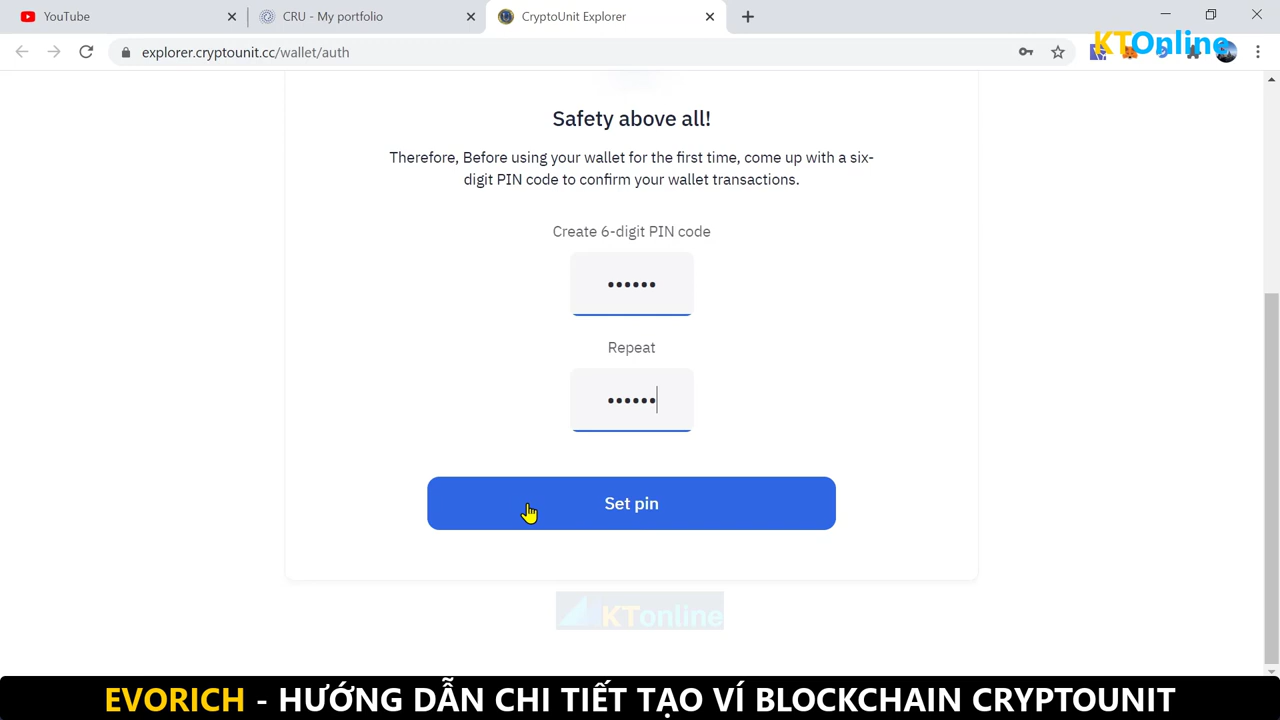 YouTube
CRU - My portfolio
CryptoUnit Explorer
explorer.cryptounit.cc/wallet/auth
KTOnline
Safety above all!
Therefore, Before using your wallet for the first time, come up with a six-
digit PIN code to confirm your wallet transactions.
Create 6-digit PIN code
••••••
Repeat
••••••
Set pin
KTonline
EVORICH - HƯỚNG DẪN CHI TIẾT TẠO VÍ BLOCKCHAIN CRYPTOUNIT